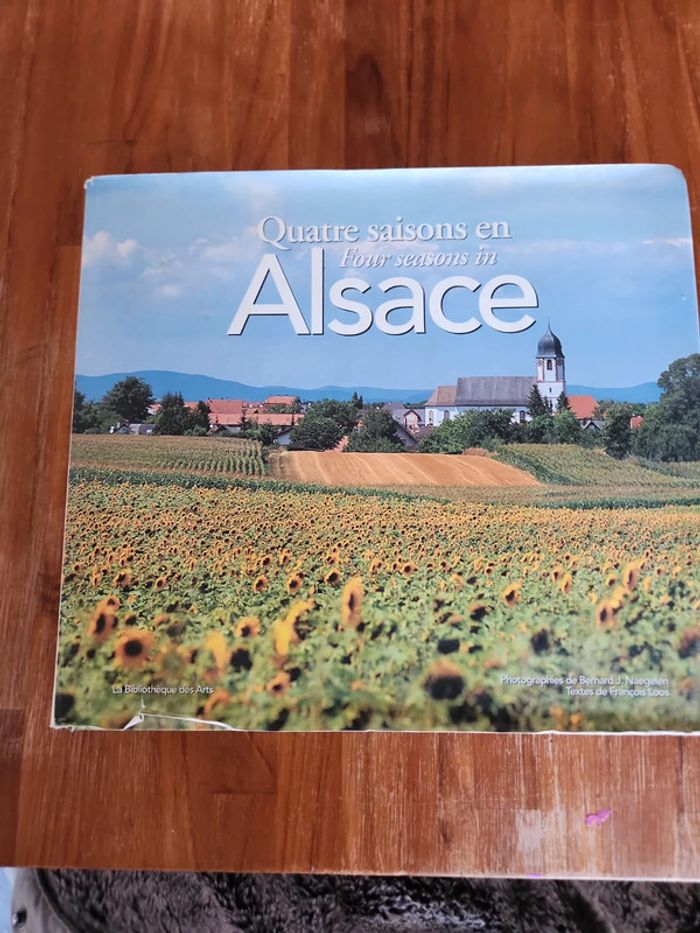 Quatre saisons en
Four seasons in
Alsace
La Bibliothèque des Arts
Photographies de Bernard J. Naegelen
Textes de François Loos